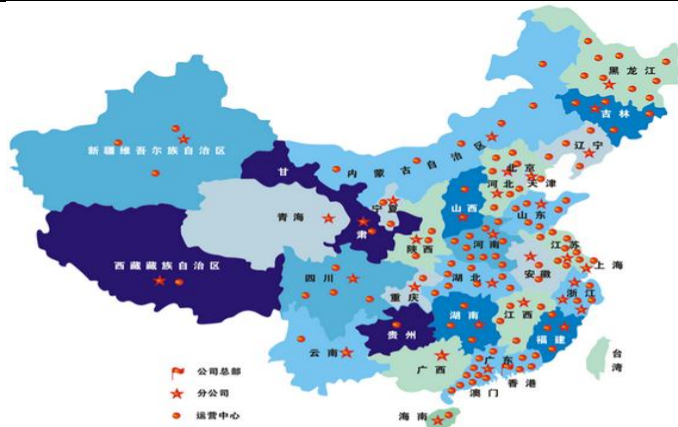 黑龙江
吉林
辽宁
内蒙古自治区
新疆维吾尔族自治区
甘
肃
北京
天津
河北
宁夏
山西
山东
青海
陕西
河南
江苏
上海
安徽
西藏藏族自治区
四川
湖北
重庆
浙江
湖南
江西
贵州
福建
云南
广西
广东
台湾
香港
澳门
海南
公司总部
分公司
运营中心